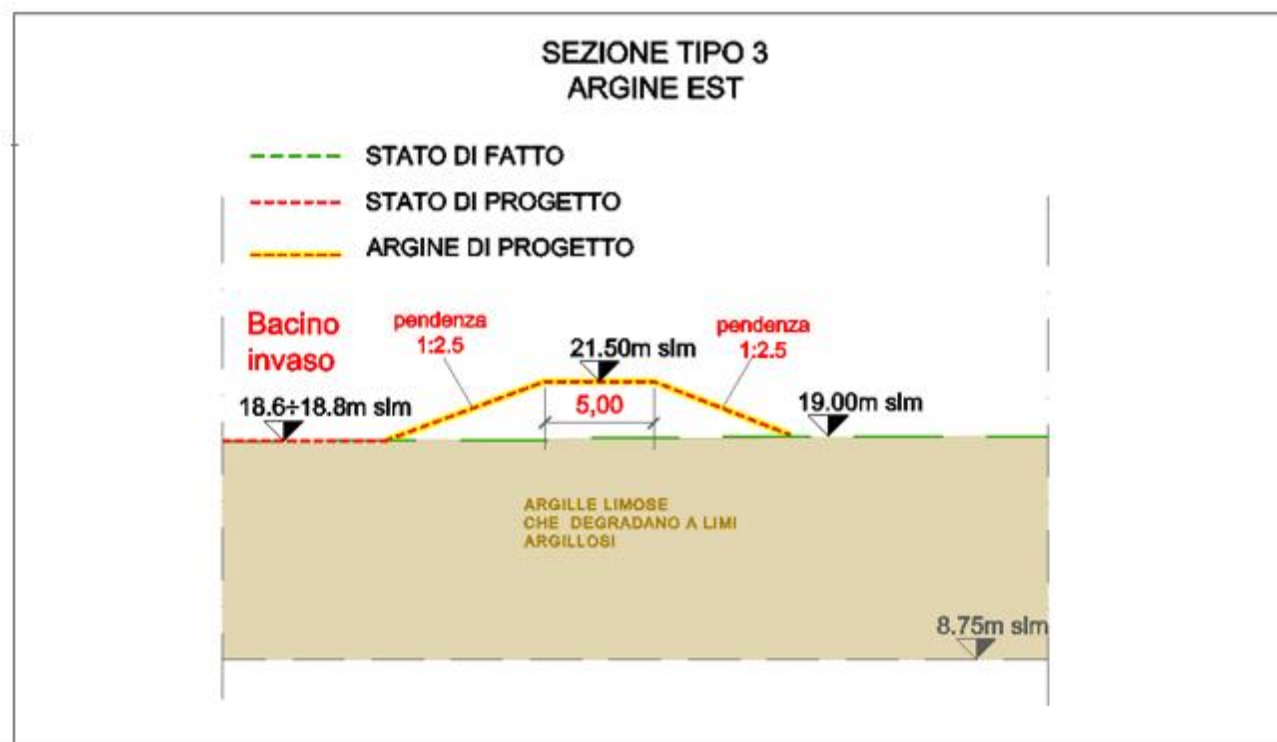 SEZIONE TIPO 3
ARGINE EST
STATO DI FATTO
STATO DI PROGETTO
ARGINE DI PROGETTO
Bacino
invaso
pendenza
1:2.5
21.50m slm
pendenza
1:2.5
18.6÷18.8m slm
5,00
19.00m slm
ARGILLE LIMOSE
CHE DEGRADANO A LIMI
ARGILLOSI
8.75m slm